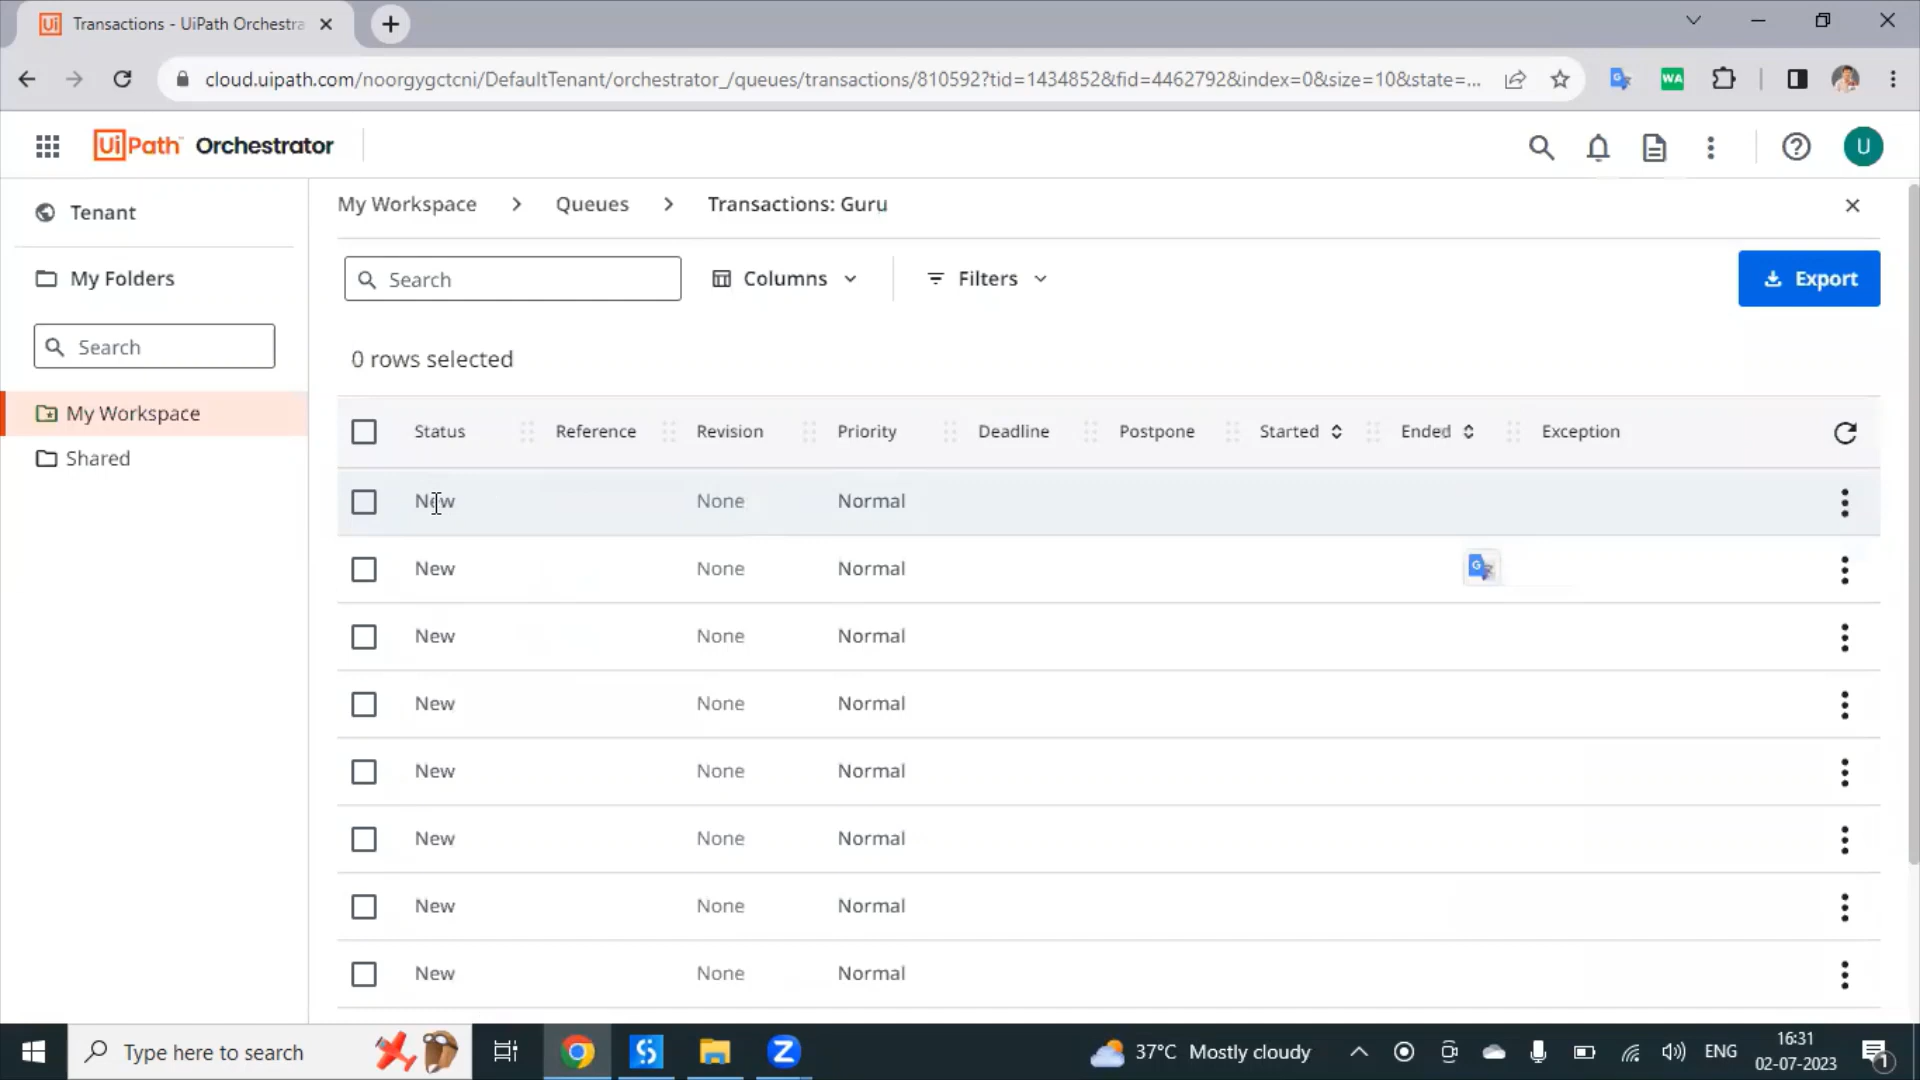 Transactions - UiPath Orchestra
cloud.uipath.com/noorgygctcni/DefaultTenant/orchestrator_/queues/transactions/810592?tid=1434852&fid=4462792&index=0&size=10&state=...
WA
UiPath Orchestrator
U
Tenant
My Folders
Search
My Workspace
Shared
My Workspace > Queues > Transactions: Guru
Search
Columns
Filters
Export
0 rows selected
Status Reference Revision Priority Deadline Postpone Started Ended Exception
New None Normal
New None Normal
New None Normal
New None Normal
New None Normal
New None Normal
New None Normal
New None Normal
Type here to search
37°C Mostly cloudy
ENG
16:31
02-07-2023
1